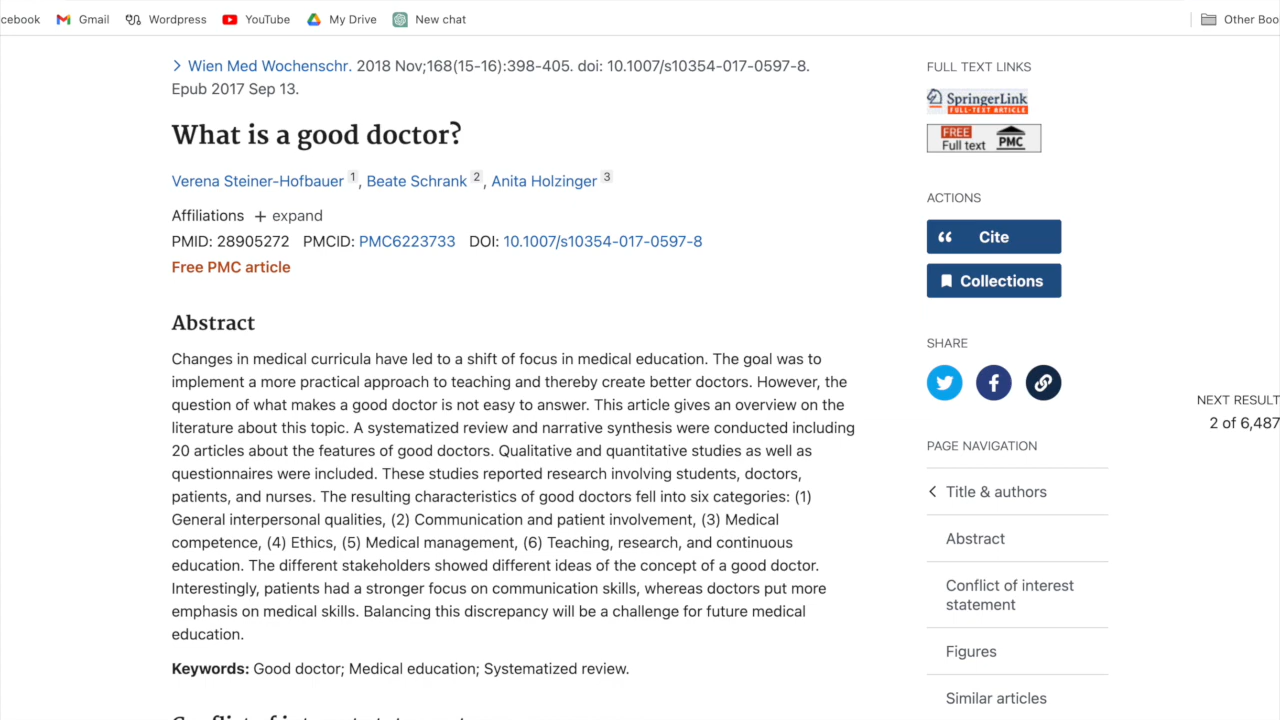 cebook Gmail Wordpress YouTube My Drive New chat Other Boo
Wien Med Wochenschr. 2018 Nov;168(15-16):398-405. doi: 10.1007/s10354-017-0597-8.
Epub 2017 Sep 13.
What is a good doctor?
Verena Steiner-Hofbauer 1, Beate Schrank 2, Anita Holzinger 3
Affiliations + expand
PMID: 28905272 PMCID: PMC6223733 DOI: 10.1007/s10354-017-0597-8
Free PMC article
Abstract
Changes in medical curricula have led to a shift of focus in medical education. The goal was to
implement a more practical approach to teaching and thereby create better doctors. However, the
question of what makes a good doctor is not easy to answer. This article gives an overview on the
literature about this topic. A systematized review and narrative synthesis were conducted including
20 articles about the features of good doctors. Qualitative and quantitative studies as well as
questionnaires were included. These studies reported research involving students, doctors,
patients, and nurses. The resulting characteristics of good doctors fell into six categories: (1)
General interpersonal qualities, (2) Communication and patient involvement, (3) Medical
competence, (4) Ethics, (5) Medical management, (6) Teaching, research, and continuous
education. The different stakeholders showed different ideas of the concept of a good doctor.
Interestingly, patients had a stronger focus on communication skills, whereas doctors put more
emphasis on medical skills. Balancing this discrepancy will be a challenge for future medical
education.
Keywords: Good doctor; Medical education; Systematized review.
FULL TEXT LINKS
SpringerLink
FULL-TEXT ARTICLE
FREE
Full text PMC
ACTIONS
Cite
Collections
SHARE
NEXT RESULT
2 of 6,487
PAGE NAVIGATION
Title & authors
Abstract
Conflict of interest
statement
Figures
Similar articles